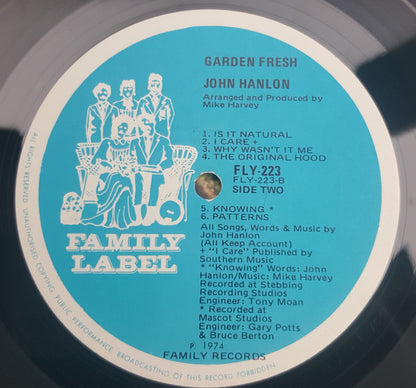 GARDEN FRESH
JOHN HANLON
Arranged and Produced by
Mike Harvey
1. IS IT NATURAL
2. I CARE +
3. WHY WASN'T IT ME
4. THE ORIGINAL HOOD
FLY-223
FLY-223-B
SIDE TWO
5. KNOWING *
6. PATTERNS
All Songs, Words & Music by
John Hanlon
(All Keep Account)
+ "I Care" Published by
Southern Music
* "Knowing" Words: John
Hanlon/Music: Mike Harvey
Recorded at Stebbing
Recording Studios
Engineer: Tony Moan
* Recorded at
Mascot Studios
Engineer: Gary Potts
& Bruce Berton
P 1974
FAMILY RECORDS
FAMILY
LABEL
All RIGHTS RESERVED. UNAUTHORISED COPYING, PUBLIC PERFORMANCE, BROADCASTING OF THIS RECORD FORBIDDEN.